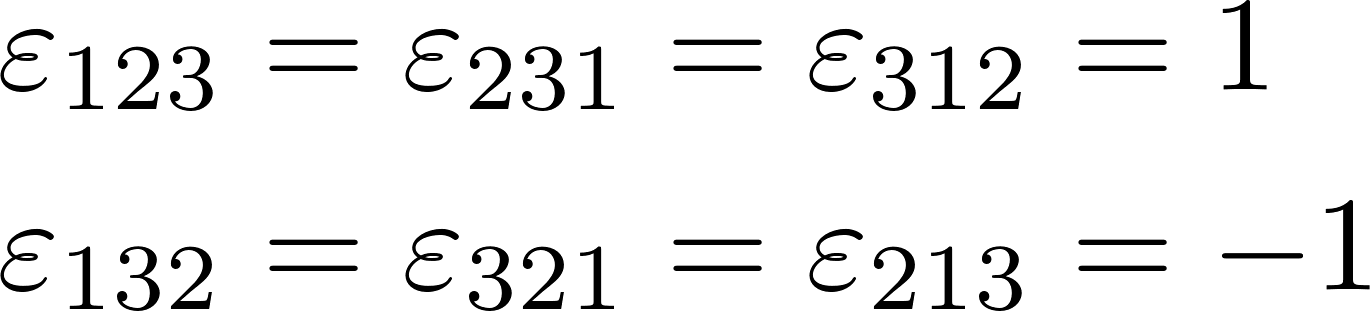 ε₁₂₃ = ε₂₃₁ = ε₃₁₂ = 1
ε₁₃₂ = ε₃₂₁ = ε₂₁₃ = −1